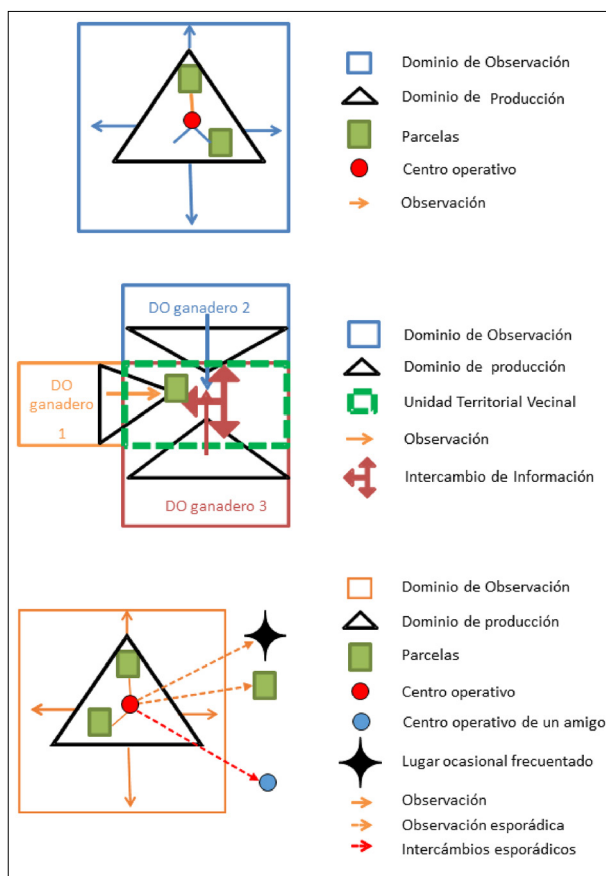 Dominio de Observación
Dominio de Producción
Parcelas
Centro operativo
Observación
DO ganadero 2
DO
ganadero
1
DO ganadero 3
Dominio de Observación
Dominio de producción
Unidad Territorial Vecinal
Observación
Intercambio de Información
Dominio de Observación
Dominio de producción
Parcelas
Centro operativo
Centro operativo de un amigo
Lugar ocasional frecuentado
Observación
Observación esporádica
Intercámbios esporádicos